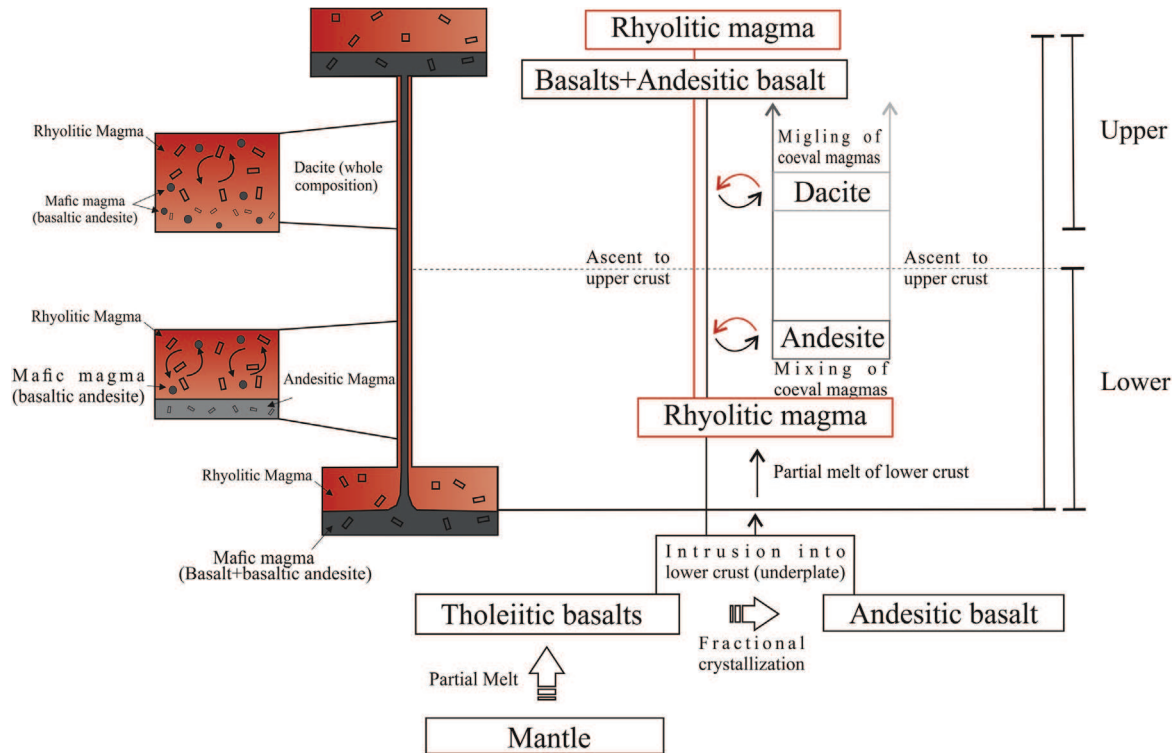 Rhyolitic magma
Basalts+Andesitic basalt
Migling of
coeval magmas
Dacite
Upper
Rhyolitic Magma
Mafic magma
(basaltic andesite)
Dacite (whole
composition)
Ascent to
upper crust
Ascent to
upper crust
Rhyolitic Magma
Mafic magma
(basaltic andesite)
Andesitic Magma
Andesite
Mixing of
coeval magmas
Lower
Rhyolitic magma
Partial melt of lower crust
Rhyolitic Magma
Mafic magma
(Basalt+basaltic andesite)
Intrusion into
lower crust (underplate)
Tholeiitic basalts
Andesitic basalt
Fractional
crystallization
Partial Melt
Mantle